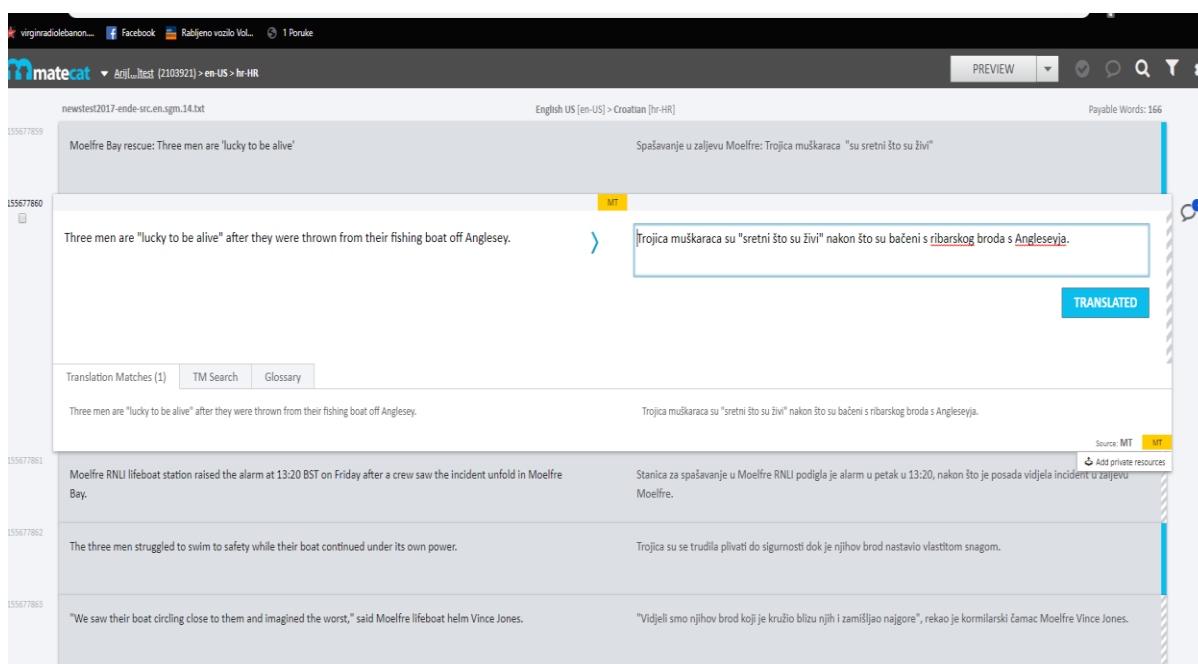 virginradiolebanon.... Facebook Rabljeno vozilo Vol... 1 Poruke
matecat Arijl...ltest (2103921) > en-US > hr-HR PREVIEW
newstest2017-ende-src.en.sgm.14.txt English US [en-US] > Croatian [hr-HR] Payable Words: 166
155677859
Moelfre Bay rescue: Three men are 'lucky to be alive' Spašavanje u zaljevu Moelfre: Trojica muškaraca "su sretni što su živi"
155677860
MT
Three men are "lucky to be alive" after they were thrown from their fishing boat off Anglesey. Trojica muškaraca su "sretni što su živi" nakon što su bačeni s ribarskog broda s Angleseyja.
TRANSLATED
Translation Matches (1) TM Search Glossary
Three men are "lucky to be alive" after they were thrown from their fishing boat off Anglesey. Trojica muškaraca su "sretni što su živi" nakon što su bačeni s ribarskog broda s Angleseyja.
Source: MT MT
Add private resources
155677861
Moelfre RNLI lifeboat station raised the alarm at 13:20 BST on Friday after a crew saw the incident unfold in Moelfre Stanica za spašavanje u Moelfre RNLI podigla je alarm u petak u 13:20, nakon što je posada vidjela incident u zaljevu
Bay. Moelfre.
155677862
The three men struggled to swim to safety while their boat continued under its own power. Trojica su se trudila plivati do sigurnosti dok je njihov brod nastavio vlastitom snagom.
155677863
"We saw their boat circling close to them and imagined the worst," said Moelfre lifeboat helm Vince Jones. "Vidjeli smo njihov brod koji je kružio blizu njih i zamišljao najgore", rekao je kormilarski čamac Moelfre Vince Jones.